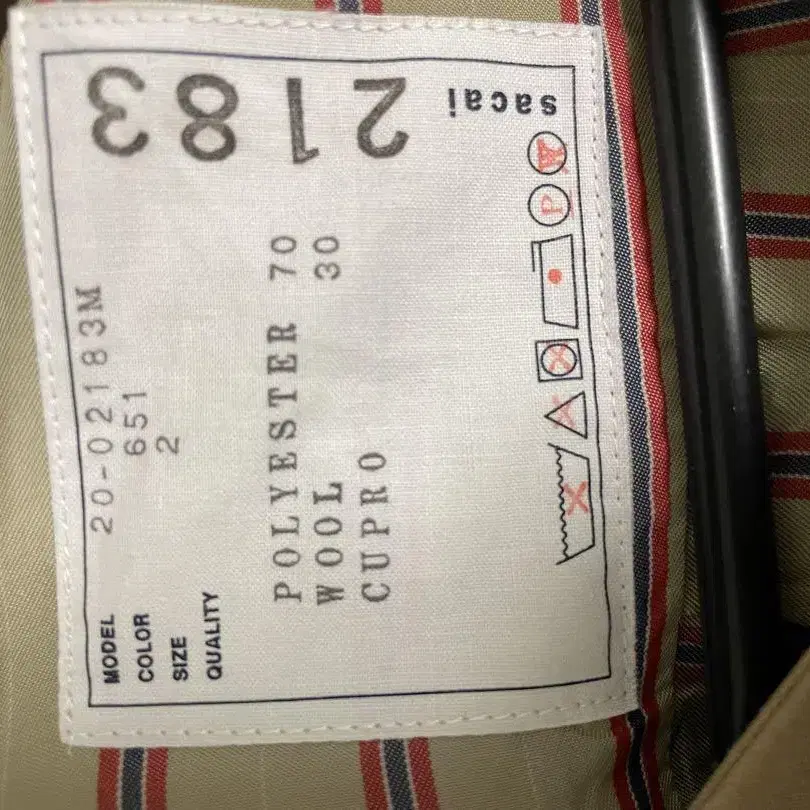 MODEL 20-02183M
COLOR 651
SIZE 2
QUALITY
POLYESTER 70
WOOL 30
CUPRO
sacai
2183
P
W